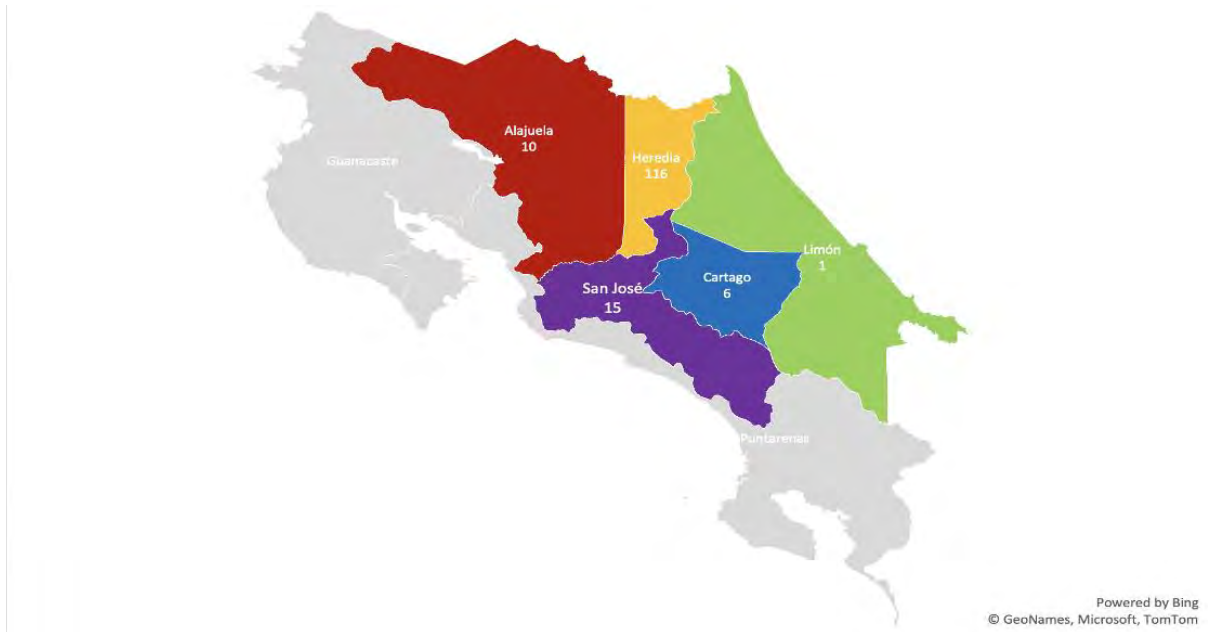 Alajuela
10
Guanacaste
Heredia
116
Limón
1
Cartago
6
San José
15
Puntarenas
Powered by Bing
© GeoNames, Microsoft, TomTom